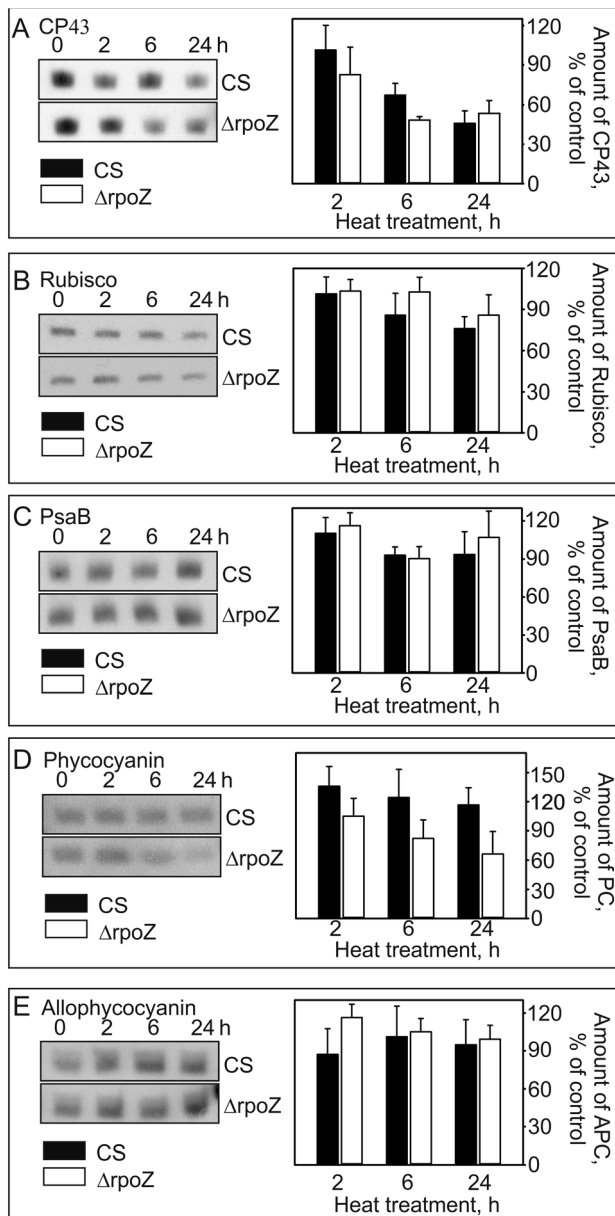 A CP43
0 2 6 24 h
CS
ΔrpoZ
CS
ΔrpoZ
120
90
60
30
0
2 6 24
Heat treatment, h
Amount of CP43,
% of control
B Rubisco
0 2 6 24 h
CS
ΔrpoZ
CS
ΔrpoZ
120
90
60
30
0
2 6 24
Heat treatment, h
Amount of Rubisco,
% of control
C PsaB
0 2 6 24 h
CS
ΔrpoZ
CS
ΔrpoZ
120
90
60
30
0
2 6 24
Heat treatment, h
Amount of PsaB,
% of control
D Phycocyanin
0 2 6 24 h
CS
ΔrpoZ
CS
ΔrpoZ
150
120
90
60
30
0
2 6 24
Heat treatment, h
Amount of PC,
% of control
E Allophycocyanin
0 2 6 24 h
CS
ΔrpoZ
CS
ΔrpoZ
120
90
60
30
0
2 6 24
Heat treatment, h
Amount of APC,
% of control